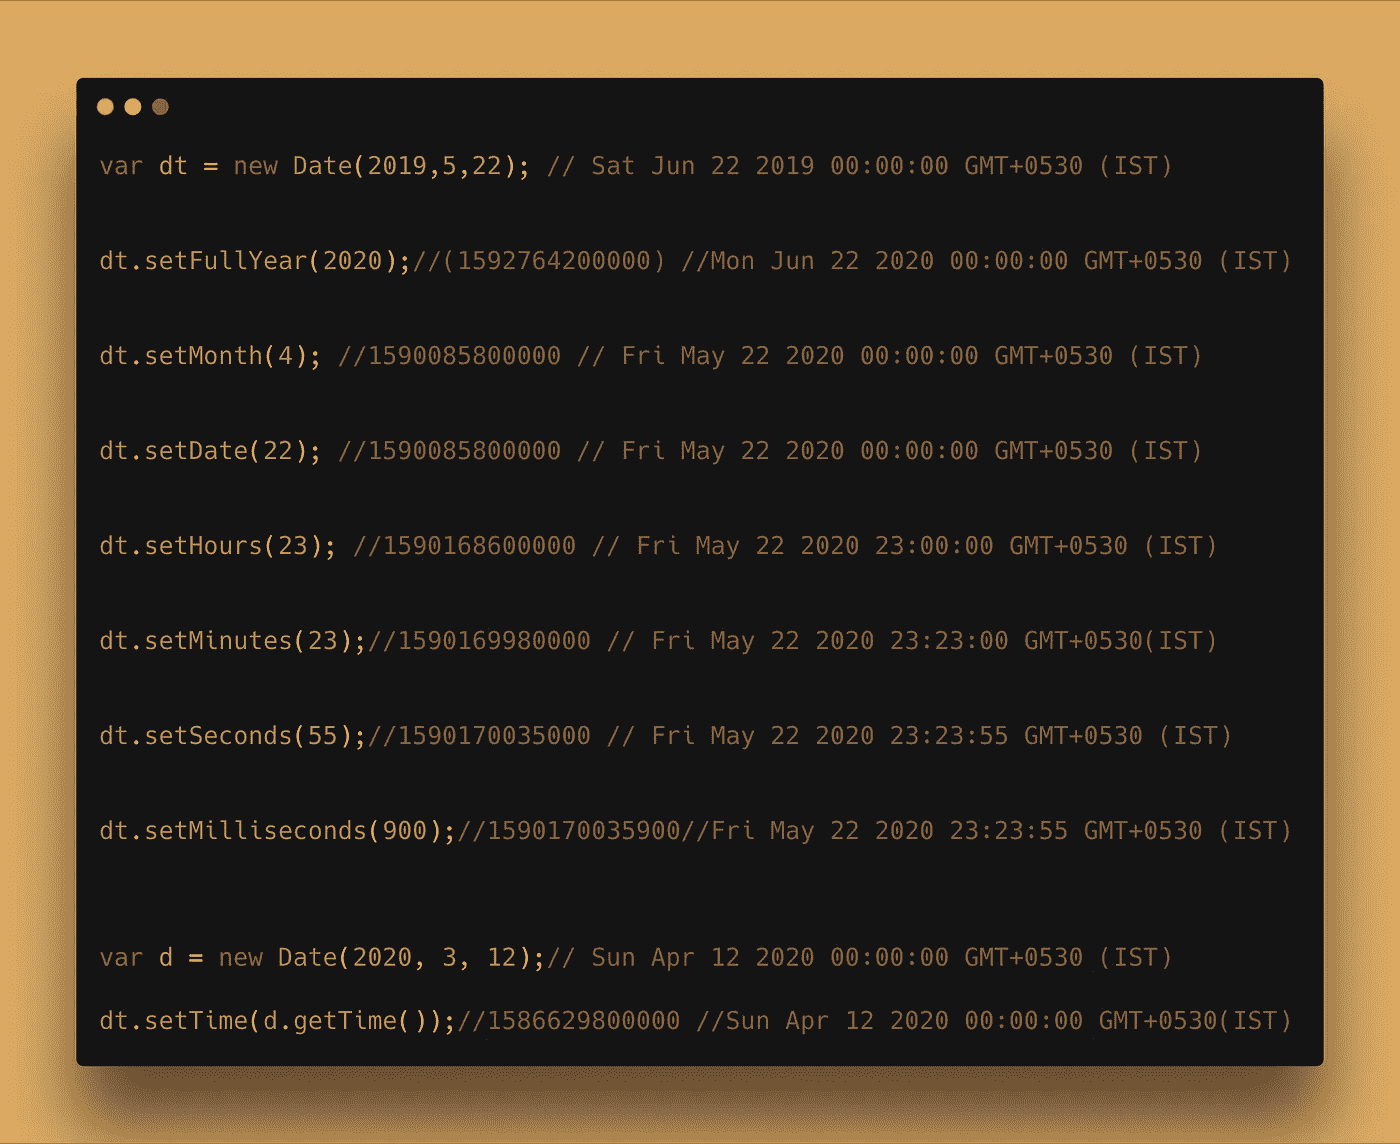 var dt = new Date(2019,5,22); // Sat Jun 22 2019 00:00:00 GMT+0530 (IST)
dt.setFullYear(2020);//(1592764200000) //Mon Jun 22 2020 00:00:00 GMT+0530 (IST)
dt.setMonth(4); //1590085800000 // Fri May 22 2020 00:00:00 GMT+0530 (IST)
dt.setDate(22); //1590085800000 // Fri May 22 2020 00:00:00 GMT+0530 (IST)
dt.setHours(23); //1590168600000 // Fri May 22 2020 23:00:00 GMT+0530 (IST)
dt.setMinutes(23);//1590169980000 // Fri May 22 2020 23:23:00 GMT+0530(IST)
dt.setSeconds(55);//1590170035000 // Fri May 22 2020 23:23:55 GMT+0530 (IST)
dt.setMilliseconds(900);//1590170035900//Fri May 22 2020 23:23:55 GMT+0530 (IST)
var d = new Date(2020, 3, 12);// Sun Apr 12 2020 00:00:00 GMT+0530 (IST)
dt.setTime(d.getTime());//1586629800000 //Sun Apr 12 2020 00:00:00 GMT+0530(IST)